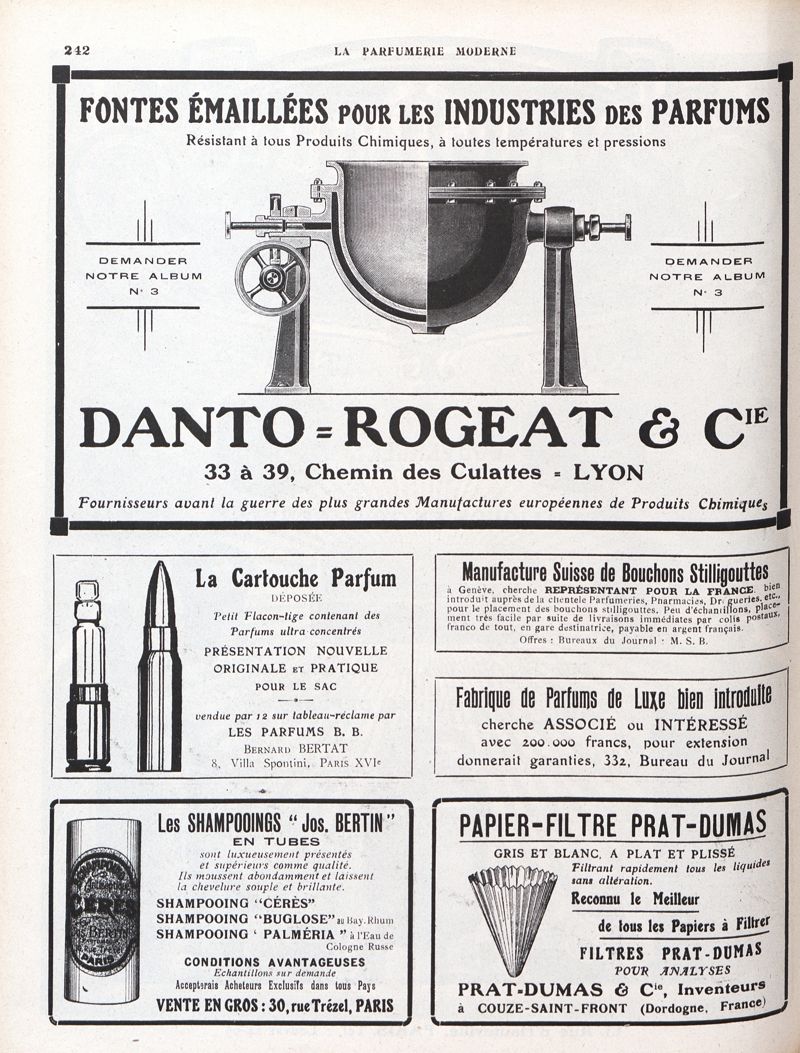 242
LA PARFUMERIE MODERNE
FONTES ÉMAILLÉES POUR LES INDUSTRIES DES PARFUMS
Résistant à tous Produits Chimiques, à toutes températures et pressions
DEMANDER
NOTRE ALBUM
N° 3
DEMANDER
NOTRE ALBUM
N° 3
DANTO=ROGEAT & CIE
33 à 39, Chemin des Culattes = LYON
Fournisseurs avant la guerre des plus grandes Manufactures européennes de Produits Chimiques
La Cartouche Parfum
DÉPOSÉE
Petit Flacon-tige contenant des
Parfums ultra concentrés
PRÉSENTATION NOUVELLE
ORIGINALE ET PRATIQUE
POUR LE SAC
vendue par 12 sur tableau-réclame par
LES PARFUMS B. B.
BERNARD BERTAT
8, Villa Spontini, PARIS XVIe
Manufacture Suisse de Bouchons Stilligouttes
à Genève, cherche REPRÉSENTANT POUR LA FRANCE, bien
introduit auprès de la clientèle Parfumeries, Pharmacies, Drogueries, etc.,
pour le placement des bouchons stilligouttes. Peu d'échantillons, place-
ment très facile par suite de livraisons immédiates par colis postaux,
franco de tout, en gare destinatrice, payable en argent français.
Offres : Bureaux du Journal : M. S. B.
Fabrique de Parfums de Luxe bien introduite
cherche ASSOCIÉ ou INTÉRESSÉ
avec 200.000 francs, pour extension
donnerait garanties, 332, Bureau du Journal
Les SHAMPOOINGS "Jos. BERTIN"
EN TUBES
sont luxueusement présentés
et supérieurs comme qualité.
Ils moussent abondamment et laissent
la chevelure souple et brillante.
SHAMPOOING "CÉRÈS"
SHAMPOOING "BUGLOSE" au Bay-Rhum
SHAMPOOING "PALMÉRIA" à l'Eau de
Cologne Russe
CONDITIONS AVANTAGEUSES
Echantillons sur demande
Accepterais Acheteurs Exclusifs dans tous Pays
VENTE EN GROS : 30, rue Trézel, PARIS
SHAMPOOING
CÉRÈS
BERTIN
PARIS
PAPIER-FILTRE PRAT-DUMAS
GRIS ET BLANC, A PLAT ET PLISSÉ
Filtrant rapidement tous les liquides
sans altération.
Reconnu le Meilleur
de tous les Papiers à Filtrer
FILTRES PRAT-DUMAS
POUR ANALYSES
PRAT-DUMAS & Cie, Inventeurs
à COUZE-SAINT-FRONT (Dordogne, France)